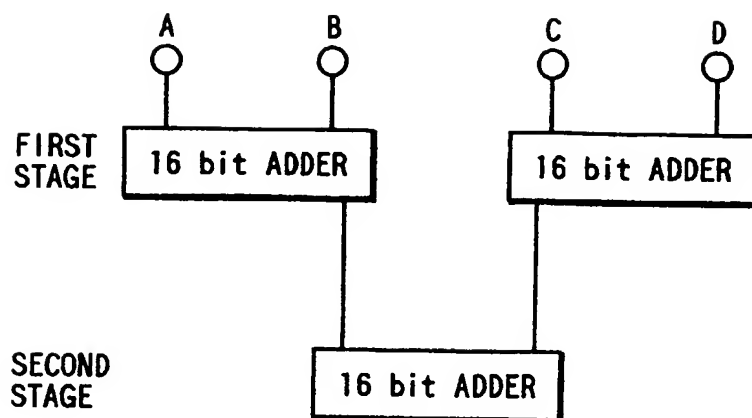 A B C D
FIRST
STAGE
16 bit ADDER 16 bit ADDER
SECOND
STAGE
16 bit ADDER